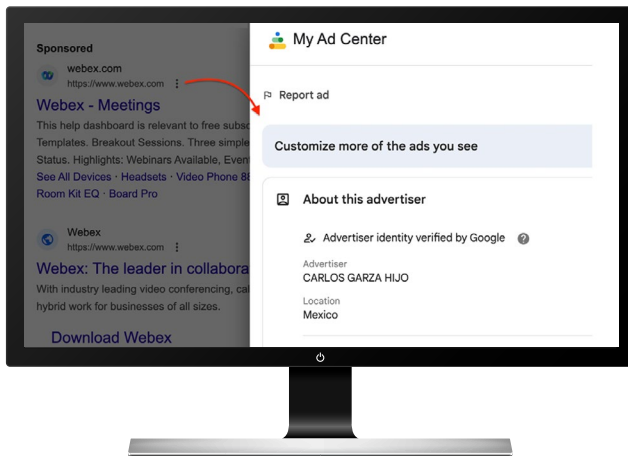 Sponsored
webex.com
https://www.webex.com
Webex - Meetings
This help dashboard is relevant to free subsc
Templates. Breakout Sessions. Three simple
Status. Highlights: Webinars Available, Event
See All Devices · Headsets · Video Phone 88
Room Kit EQ · Board Pro
Webex
https://www.webex.com
Webex: The leader in collabora
With industry leading video conferencing, cal
hybrid work for businesses of all sizes.
Download Webex
My Ad Center
Report ad
Customize more of the ads you see
About this advertiser
Advertiser identity verified by Google
Advertiser
CARLOS GARZA HIJO
Location
Mexico